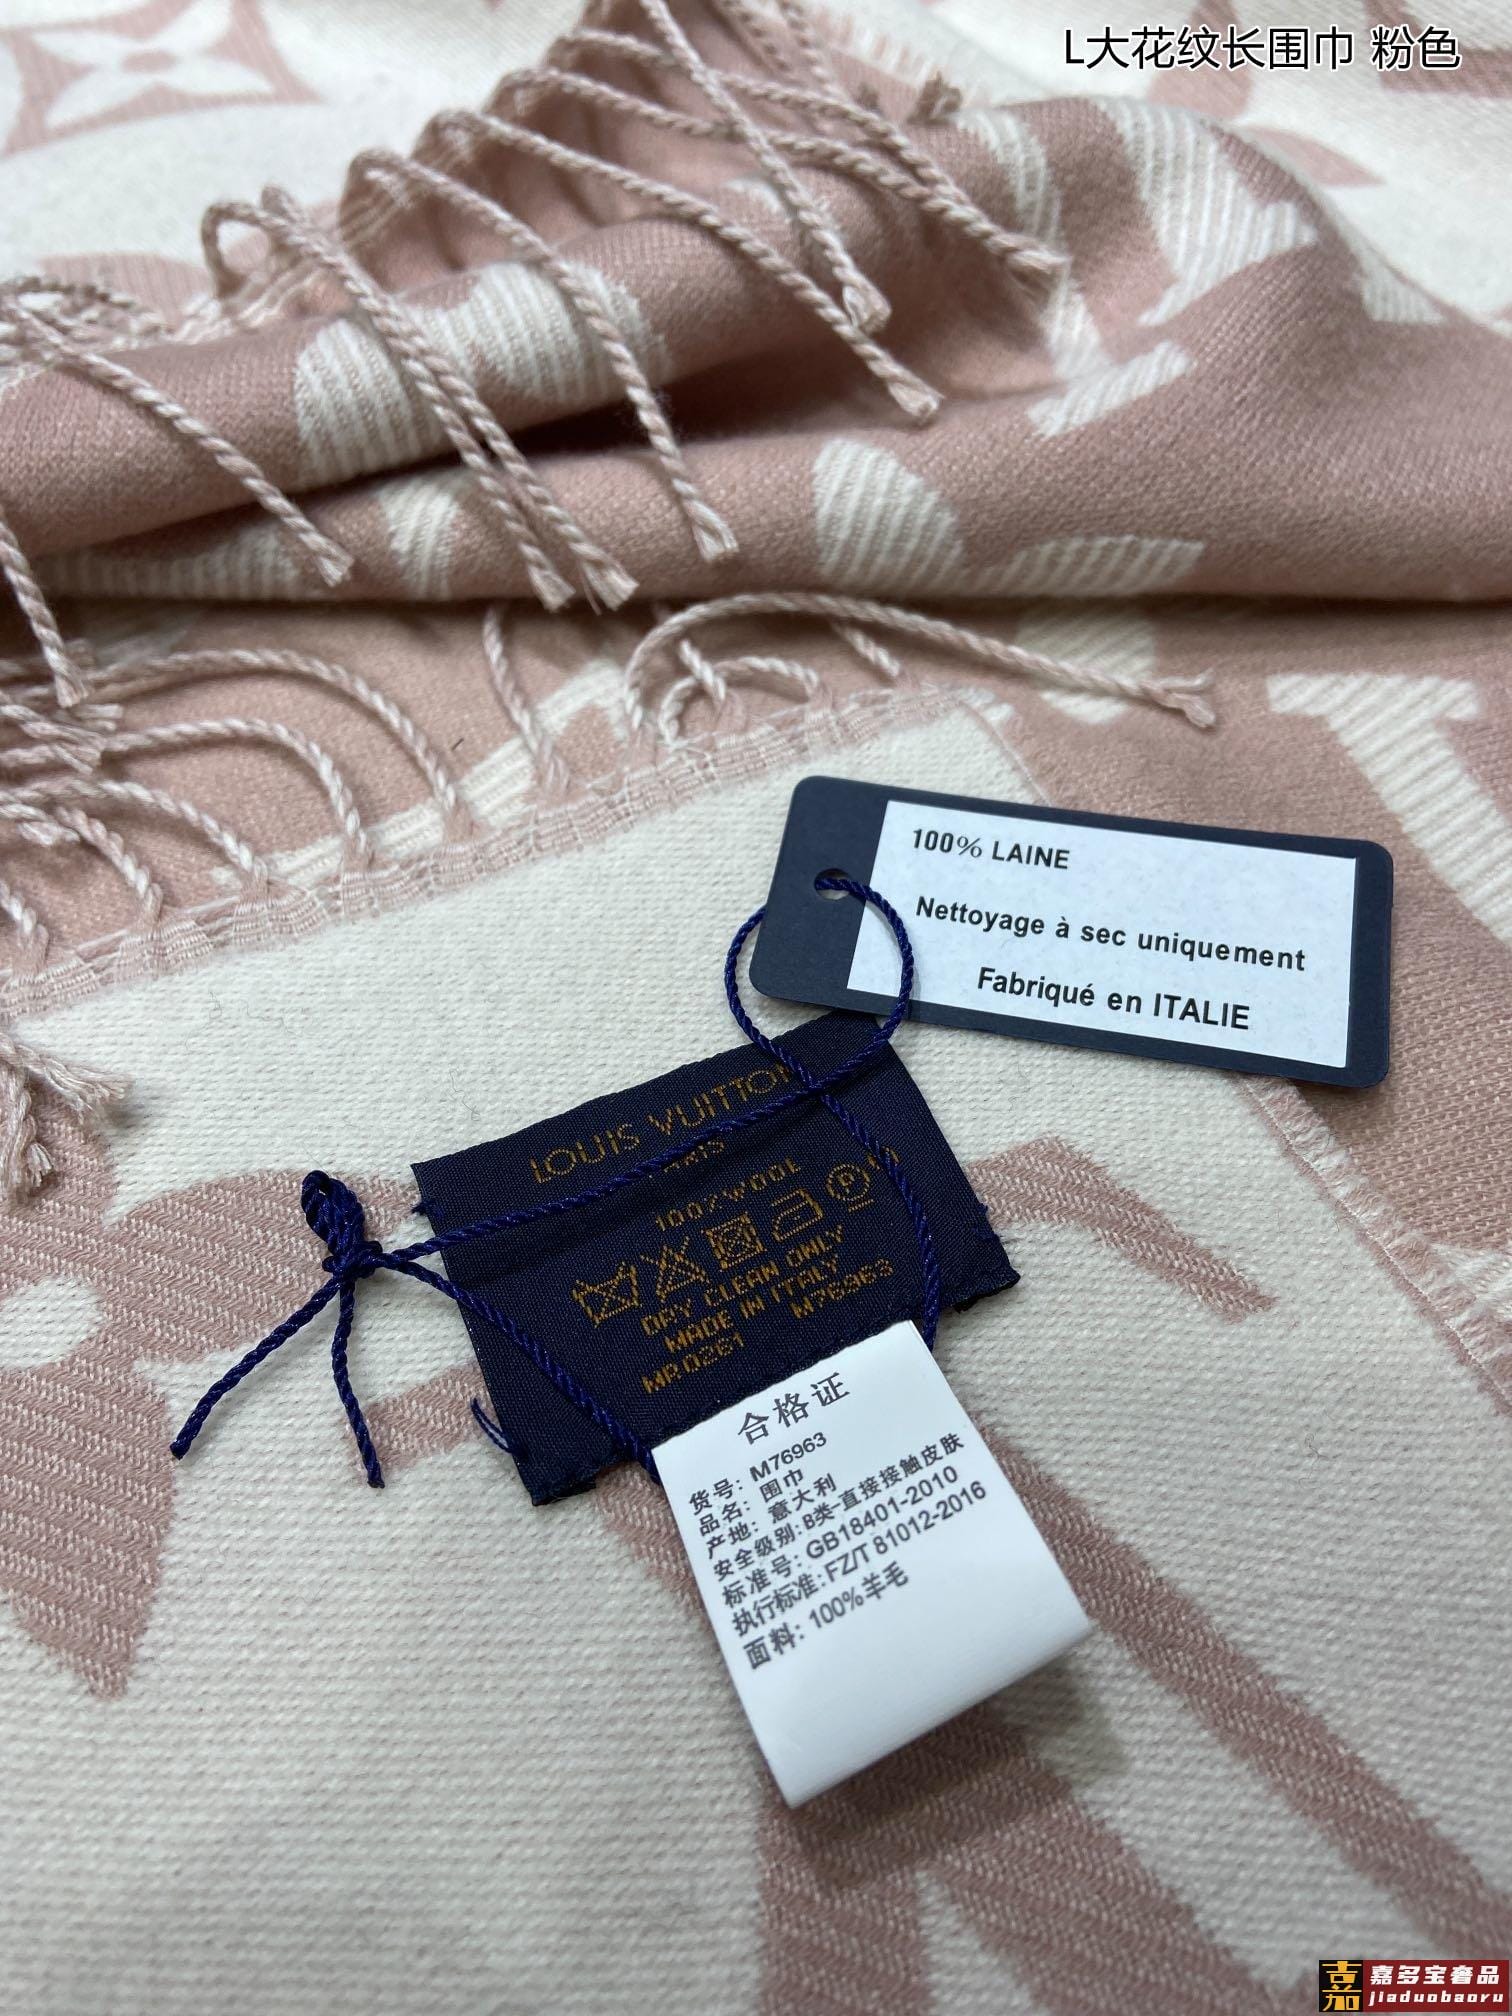 L大花纹长围巾 粉色
100% LAINE
Nettoyage à sec uniquement
Fabriqué en ITALIE
LOUIS VUITTON
100% WOOL
DRY CLEAN ONLY
MADE IN ITALY
M76963
MP.0261
合格证
货号: M76963
品名: 围巾
产地: 意大利
安全级别: B类-直接接触皮肤
标准号: GB18401-2010
执行标准: FZ/T 81012-2016
面料: 100%羊毛
嘉多宝奢品
jiaduobaoru